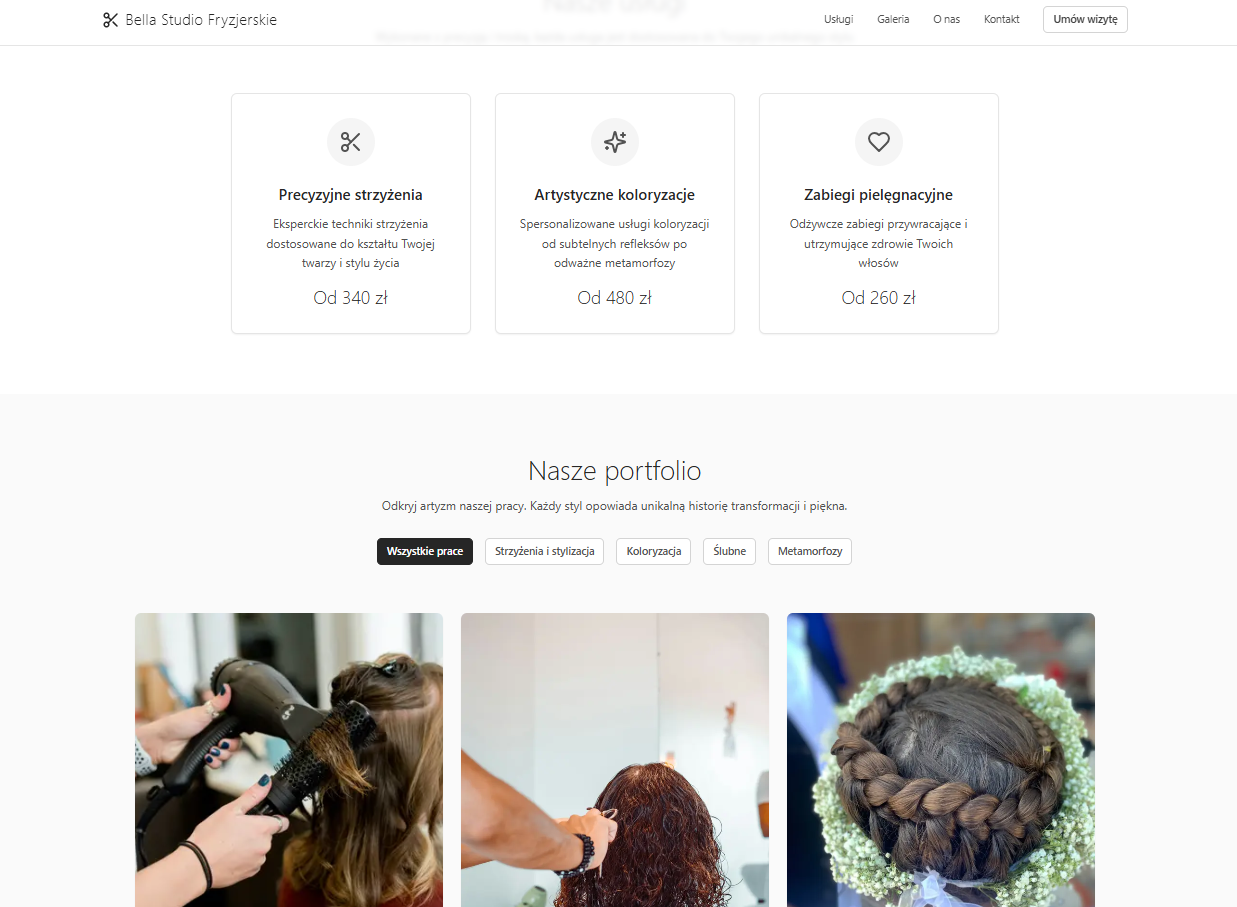 Bella Studio Fryzjerskie
Usługi
Galeria
O nas
Kontakt
Umów wizytę
Nasze usługi
Precyzyjne strzyżenia
Eksperckie techniki strzyżenia
dostosowane do kształtu Twojej
twarzy i stylu życia
Od 340 zł
Artystyczne koloryzacje
Spersonalizowane usługi koloryzacji
od subtelnych refleksów po
odważne metamorfozy
Od 480 zł
Zabiegi pielęgnacyjne
Odżywcze zabiegi przywracające i
utrzymujące zdrowie Twoich
włosów
Od 260 zł
Nasze portfolio
Odkryj artyzm naszej pracy. Każdy styl opowiada unikalną historię transformacji i piękna.
Wszystkie prace
Strzyżenia i stylizacja
Koloryzacja
Ślubne
Metamorfozy